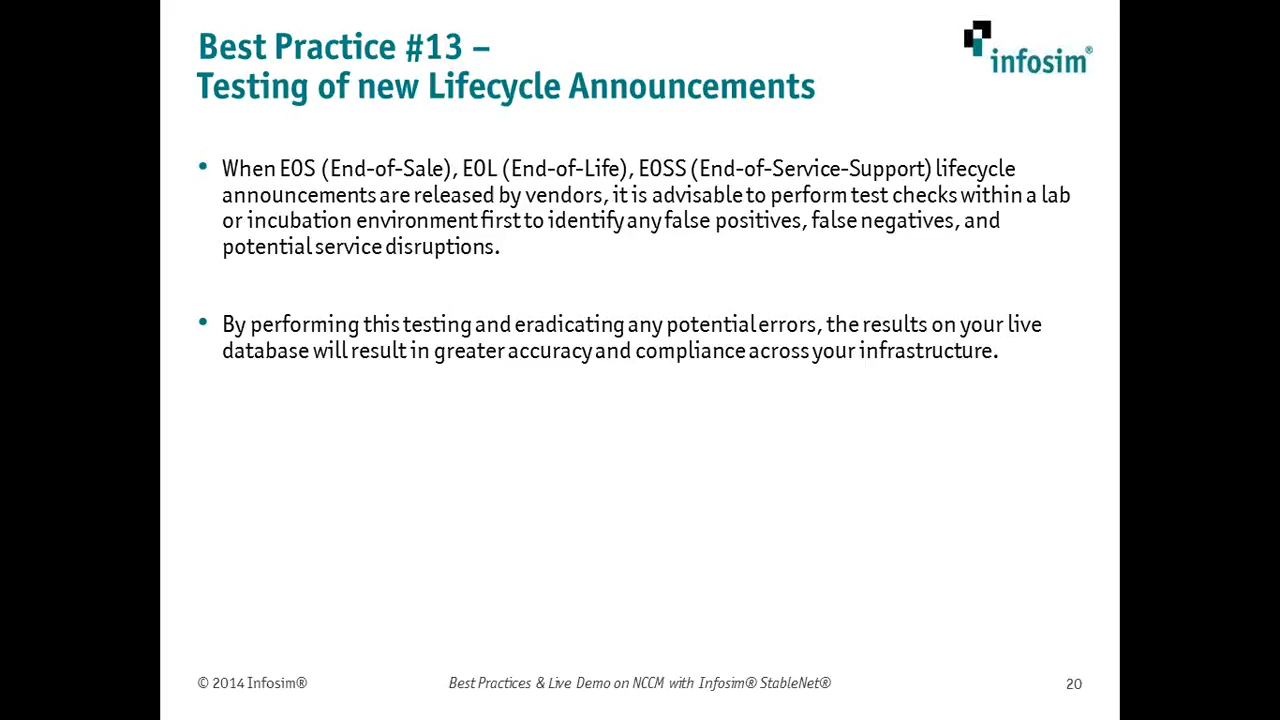 Best Practice #13 –
Testing of new Lifecycle Announcements
infosim®
• When EOS (End-of-Sale), EOL (End-of-Life), EOSS (End-of-Service-Support) lifecycle
announcements are released by vendors, it is advisable to perform test checks within a lab
or incubation environment first to identify any false positives, false negatives, and
potential service disruptions.
• By performing this testing and eradicating any potential errors, the results on your live
database will result in greater accuracy and compliance across your infrastructure.
© 2014 Infosim®
Best Practices & Live Demo on NCCM with Infosim® StableNet®
20